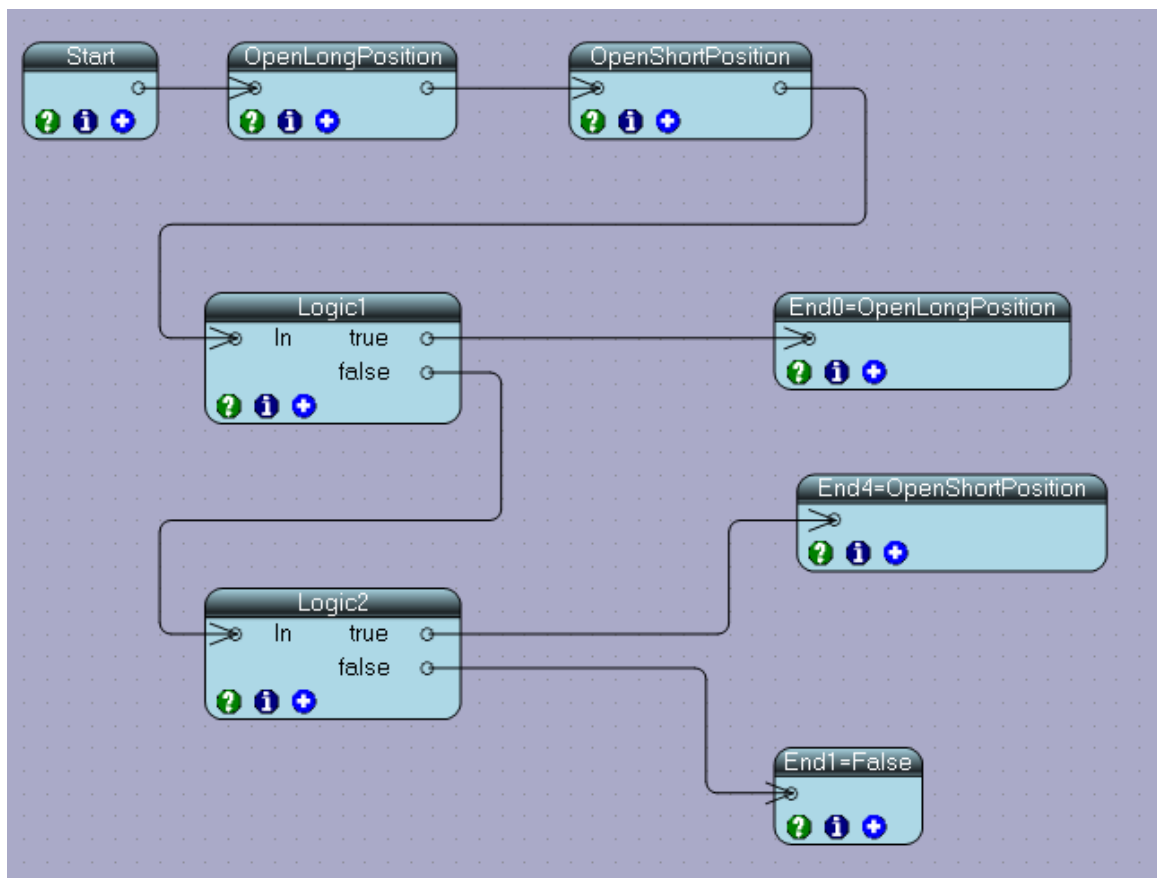 Start
OpenLongPosition
OpenShortPosition
Logic1
In true
false
End0=OpenLongPosition
End4=OpenShortPosition
Logic2
In true
false
End1=False